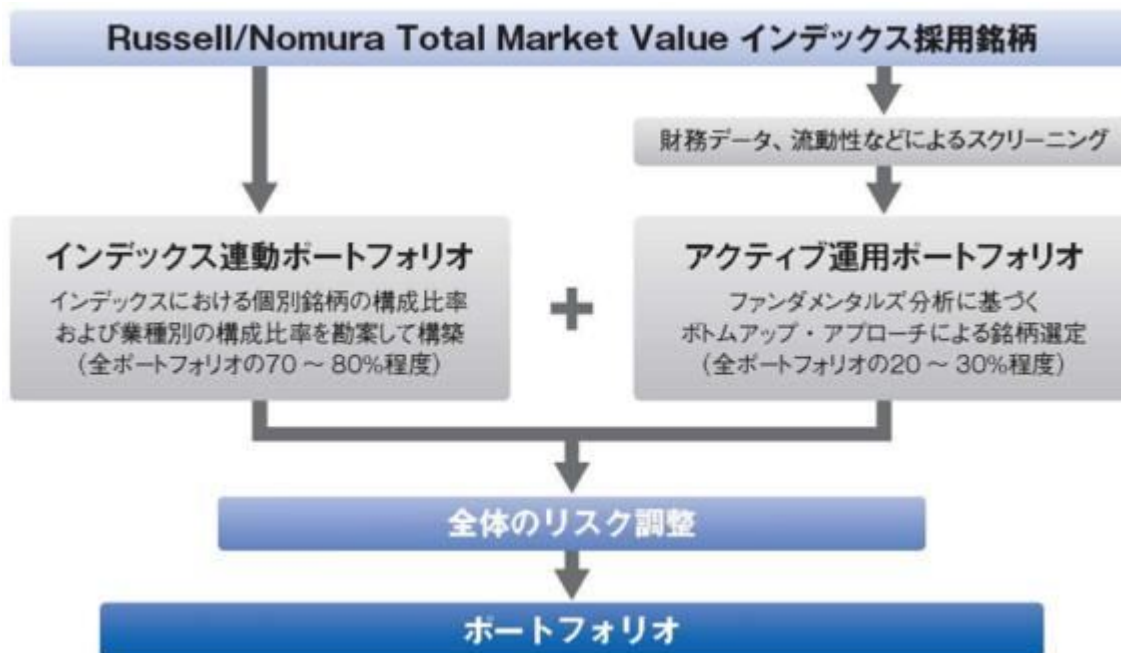 Russell/Nomura Total Market Value インデックス採用銘柄
財務データ、流動性などによるスクリーニング
インデックス連動ポートフォリオ
インデックスにおける個別銘柄の構成比率
および業種別の構成比率を勘案して構築
（全ポートフォリオの70 ～ 80%程度）
+
アクティブ運用ポートフォリオ
ファンダメンタルズ分析に基づく
ボトムアップ・アプローチによる銘柄選定
（全ポートフォリオの20 ～ 30%程度）
全体のリスク調整
ポートフォリオ